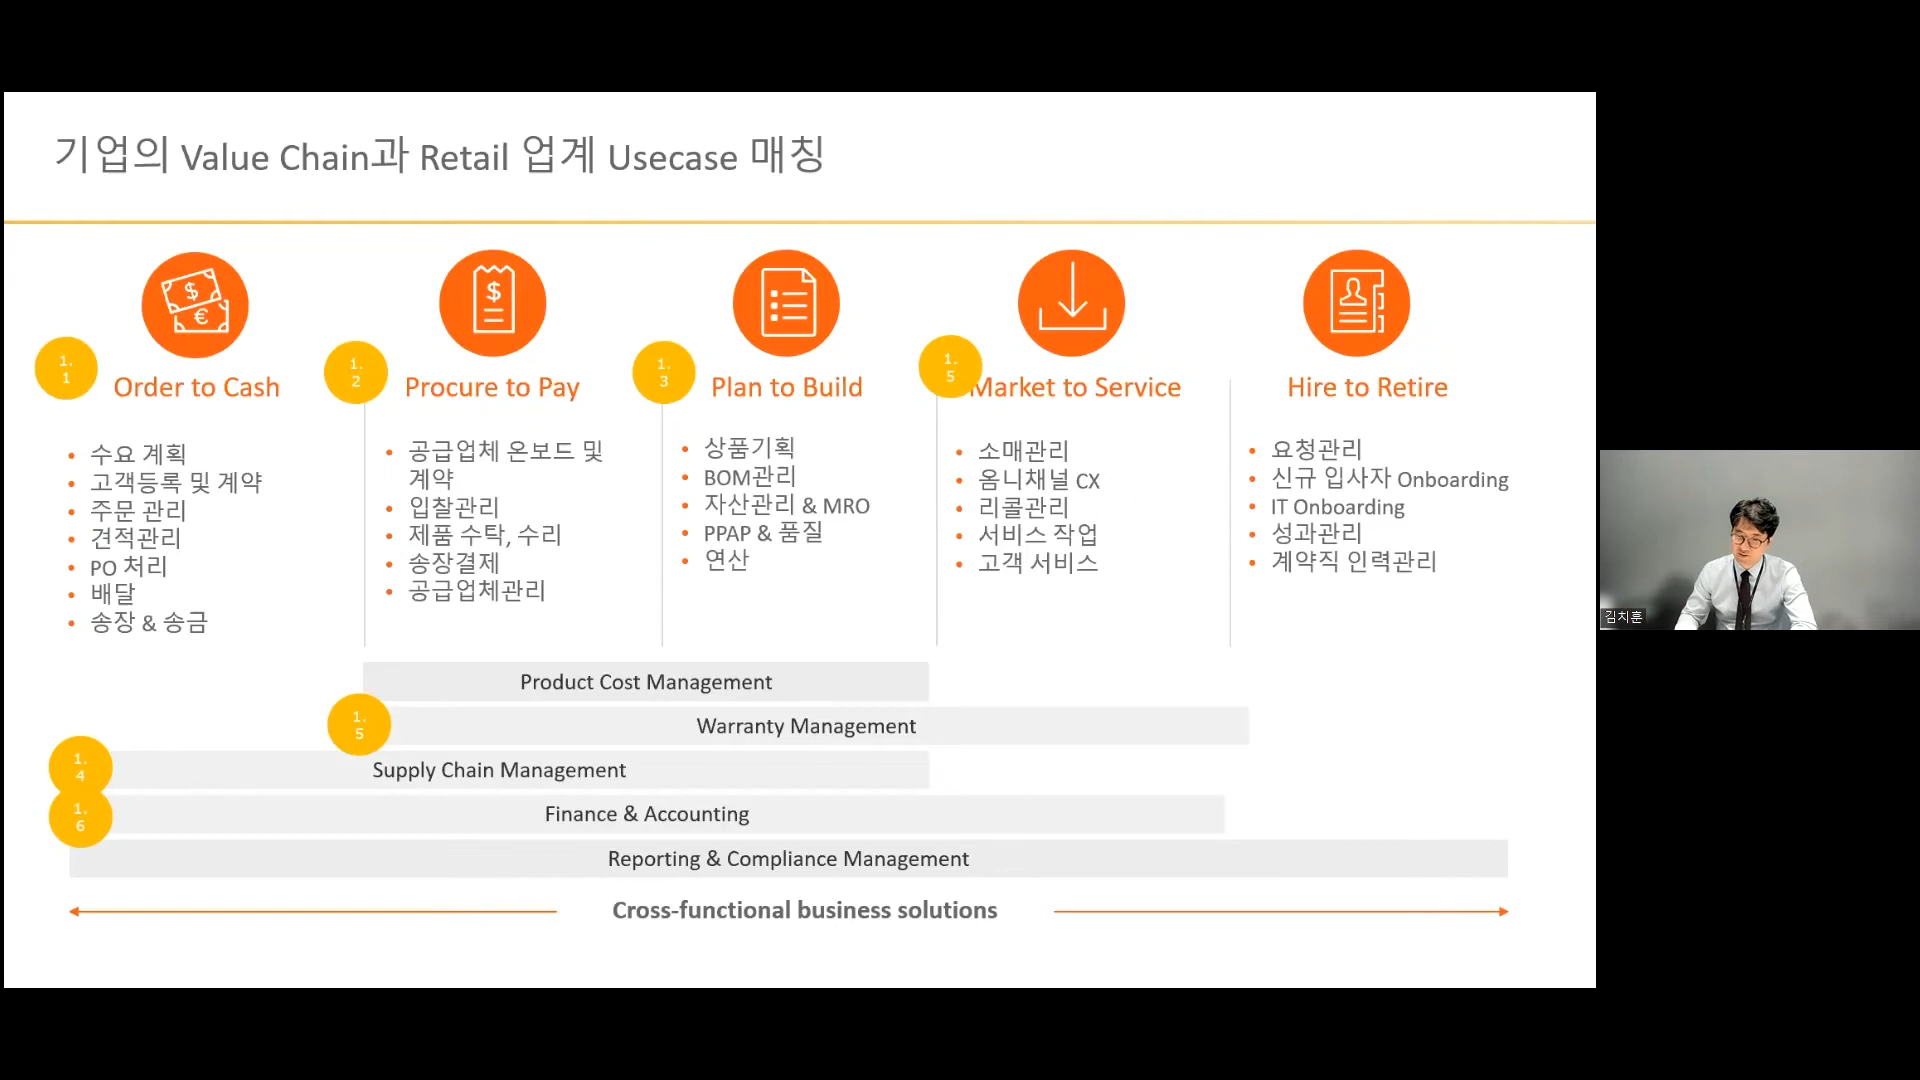 기업의 Value Chain과 Retail 업계 Usecase 매칭
1.
1
Order to Cash
• 수요 계획
• 고객등록 및 계약
• 주문 관리
• 견적관리
• PO 처리
• 배달
• 송장 & 송금
1.
2
Procure to Pay
• 공급업체 온보드 및
계약
• 입찰관리
• 제품 수탁, 수리
• 송장결제
• 공급업체관리
1.
3
Plan to Build
• 상품기획
• BOM관리
• 자산관리 & MRO
• PPAP & 품질
• 연산
1.
5
Market to Service
• 소매관리
• 옴니채널 CX
• 리콜관리
• 서비스 작업
• 고객 서비스
Hire to Retire
• 요청관리
• 신규 입사자 Onboarding
• IT Onboarding
• 성과관리
• 계약직 인력관리
Product Cost Management
1.
5
Warranty Management
1.
4
Supply Chain Management
1.
6
Finance & Accounting
Reporting & Compliance Management
Cross-functional business solutions
김치훈